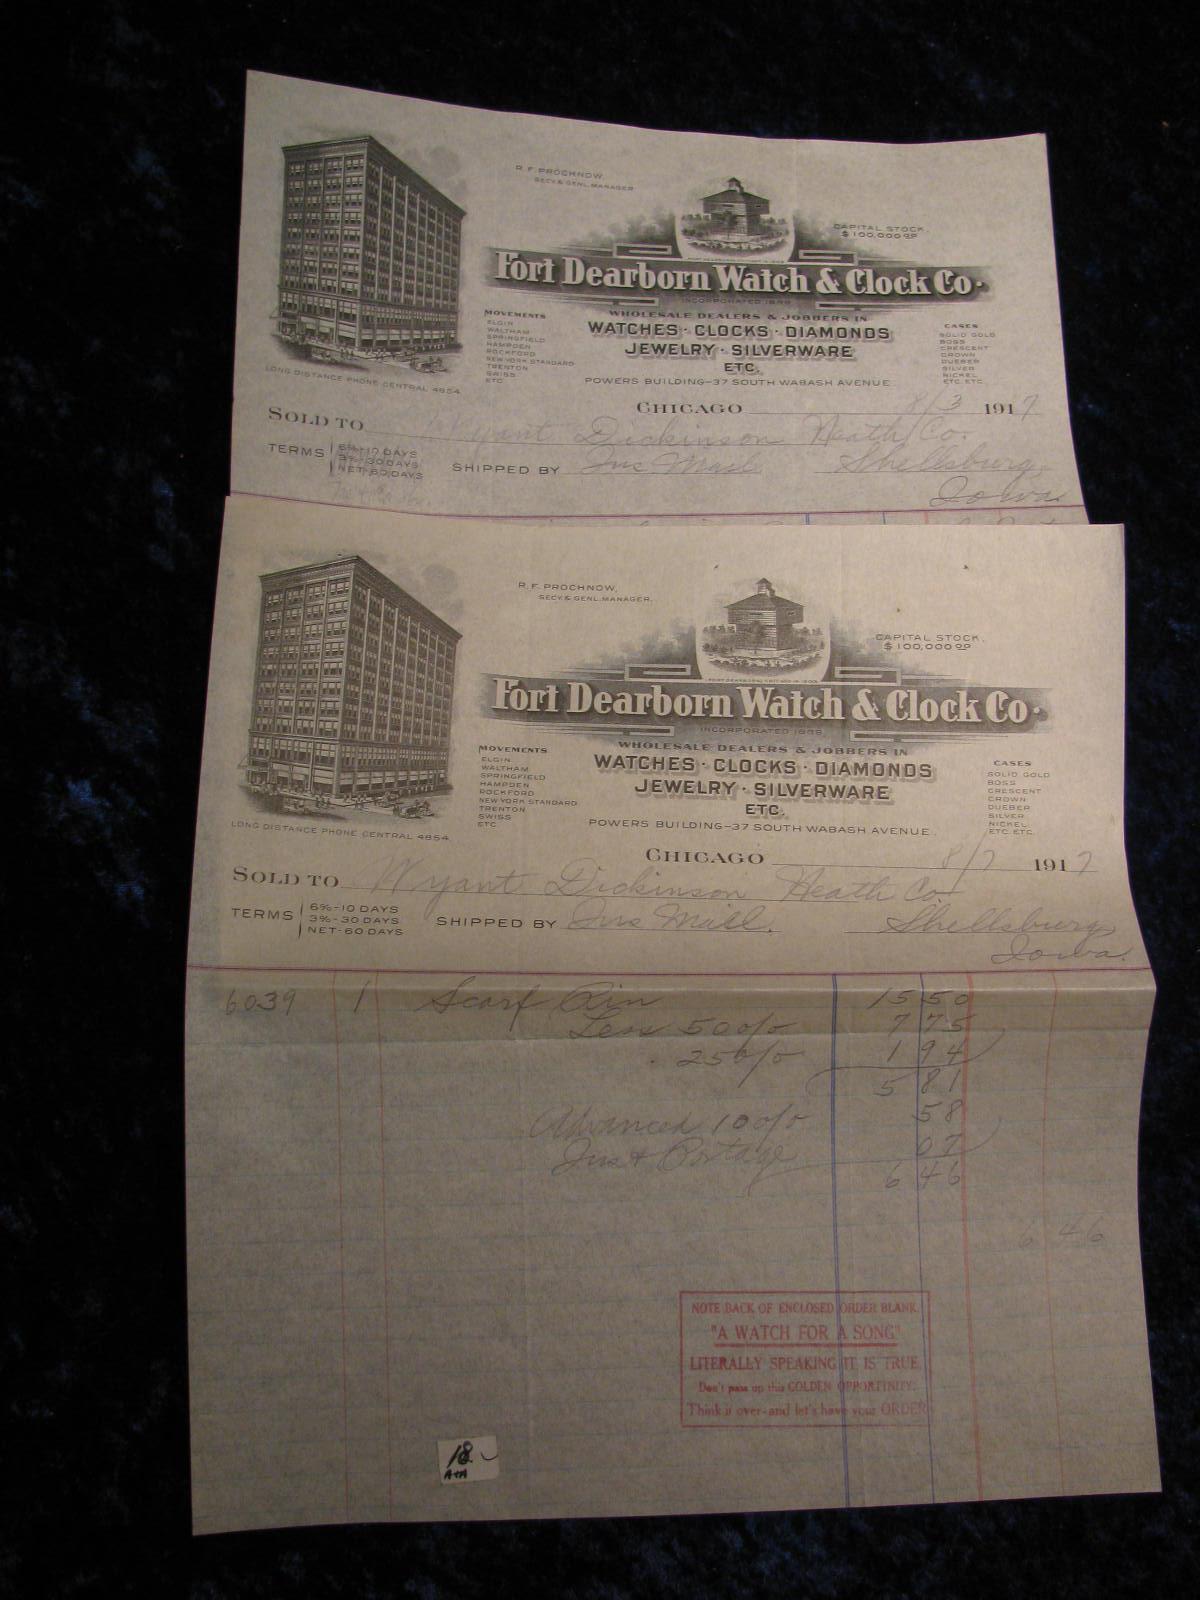 R. F. PROCHNOW,
SECY & GENL. MANAGER
CAPITAL STOCK,
$100,000.00
Fort Dearborn Watch & Clock Co.
INCORPORATED
MOVEMENTS
ELGIN
WALTHAM
SPRINGFIELD
HAMPDEN
ROCKFORD
NEW YORK STANDARD
TRENTON
SWISS
ETC
WHOLESALE DEALERS & JOBBERS IN
WATCHES · CLOCKS · DIAMONDS
JEWELRY · SILVERWARE
ETC.
POWERS BUILDING—37 SOUTH WABASH AVENUE.
CASES
SOLID GOLD
BOSS
CRESCENT
CROWN
DUEBER
SILVER
NICKEL
ETC. ETC.
LONG DISTANCE PHONE CENTRAL 4854
CHICAGO 8/3 1917
SOLD TO Wyant Dickinson Heath Co.
TERMS 6%-10 DAYS
3%-30 DAYS
NET-60 DAYS
SHIPPED BY Ins Mail Shellsburg,
Iowa
R. F. PROCHNOW,
SECY. & GENL. MANAGER.
CAPITAL STOCK,
$100,000.00
Fort Dearborn Watch & Clock Co.
INCORPORATED
MOVEMENTS
ELGIN
WALTHAM
SPRINGFIELD
HAMPDEN
ROCKFORD
NEW YORK STANDARD
TRENTON
SWISS
ETC.
WHOLESALE DEALERS & JOBBERS IN
WATCHES · CLOCKS · DIAMONDS
JEWELRY · SILVERWARE
ETC.
POWERS BUILDING—37 SOUTH WABASH AVENUE.
CASES
SOLID GOLD
BOSS
CRESCENT
CROWN
DUEBER
SILVER
NICKEL
ETC. ETC.
LONG DISTANCE PHONE CENTRAL 4854
CHICAGO 8/7 1917
SOLD TO Wyant Dickinson Heath Co.
TERMS 6%-10 DAYS
3%-30 DAYS
NET-60 DAYS
SHIPPED BY Ins Mail. Shellsburg,
Iowa.
6039 1 Scarf Pin 15 50
Less 50 o/o 7 75
25 o/o 1 94
5 81
Advanced 10 o/o 58
Ins & Postage 07
6 46
6 46
NOTE BACK OF ENCLOSED ORDER BLANK.
"A WATCH FOR A SONG"
LITERALLY SPEAKING IT IS TRUE
Don't pass up this GOLDEN OPPORTINITY.
Think it over-and let's have your ORDER
18